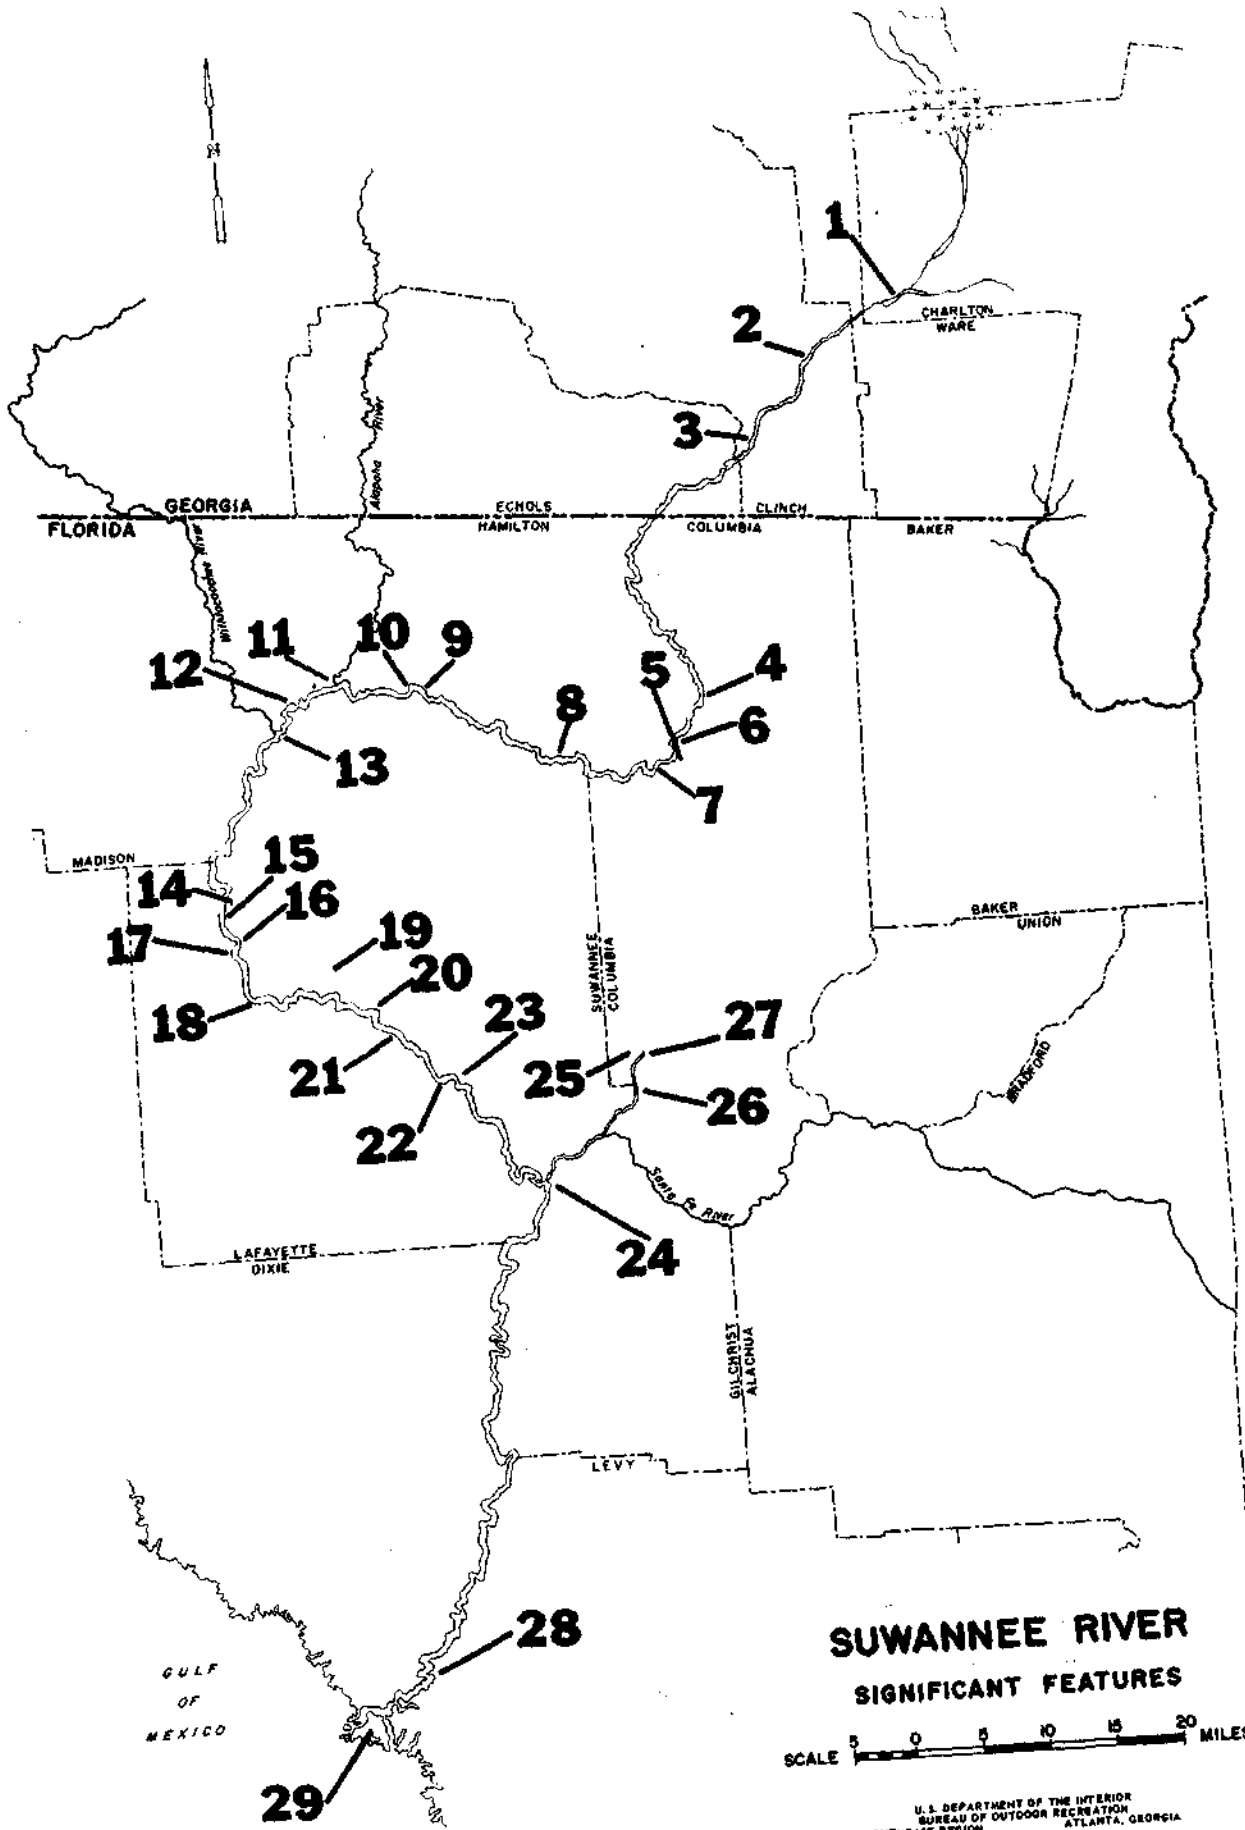 N
1
CHARLTON
WARE
2
3
Alapaha River
GEORGIA
ECHOLS
CLINCH
FLORIDA
HAMILTON
COLUMBIA
BAKER
Withlacoochee River
11
10
9
12
5
4
8
6
13
7
MADISON
15
14
16
BAKER
UNION
17
19
SUWANNEE
COLUMBIA
20
18
23
27
21
25
BRADFORD
26
22
Santa Fe River
24
LAFAYETTE
DIXIE
GILCHRIST
ALACHUA
LEVY
28
GULF
OF
MEXICO
29
SUWANNEE RIVER
SIGNIFICANT FEATURES
SCALE 5 0 5 10 15 20 MILES
U.S. DEPARTMENT OF THE INTERIOR
BUREAU OF OUTDOOR RECREATION
REGION ATLANTA, GEORGIA